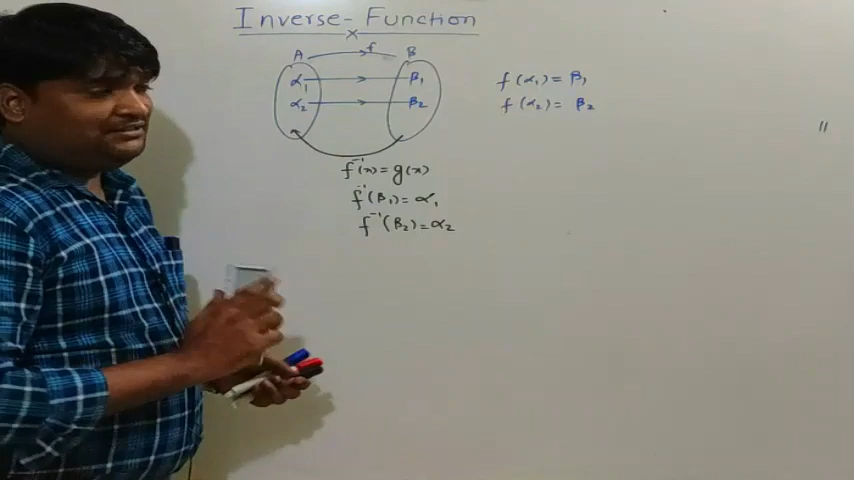 Inverse-Function
×
A f B
α₁ β₁
α₂ β₂
f(α₁) = β₁
f(α₂) = β₂
f⁻¹(x) = g(x)
f⁻¹(β₁) = α₁
f⁻¹(β₂) = α₂